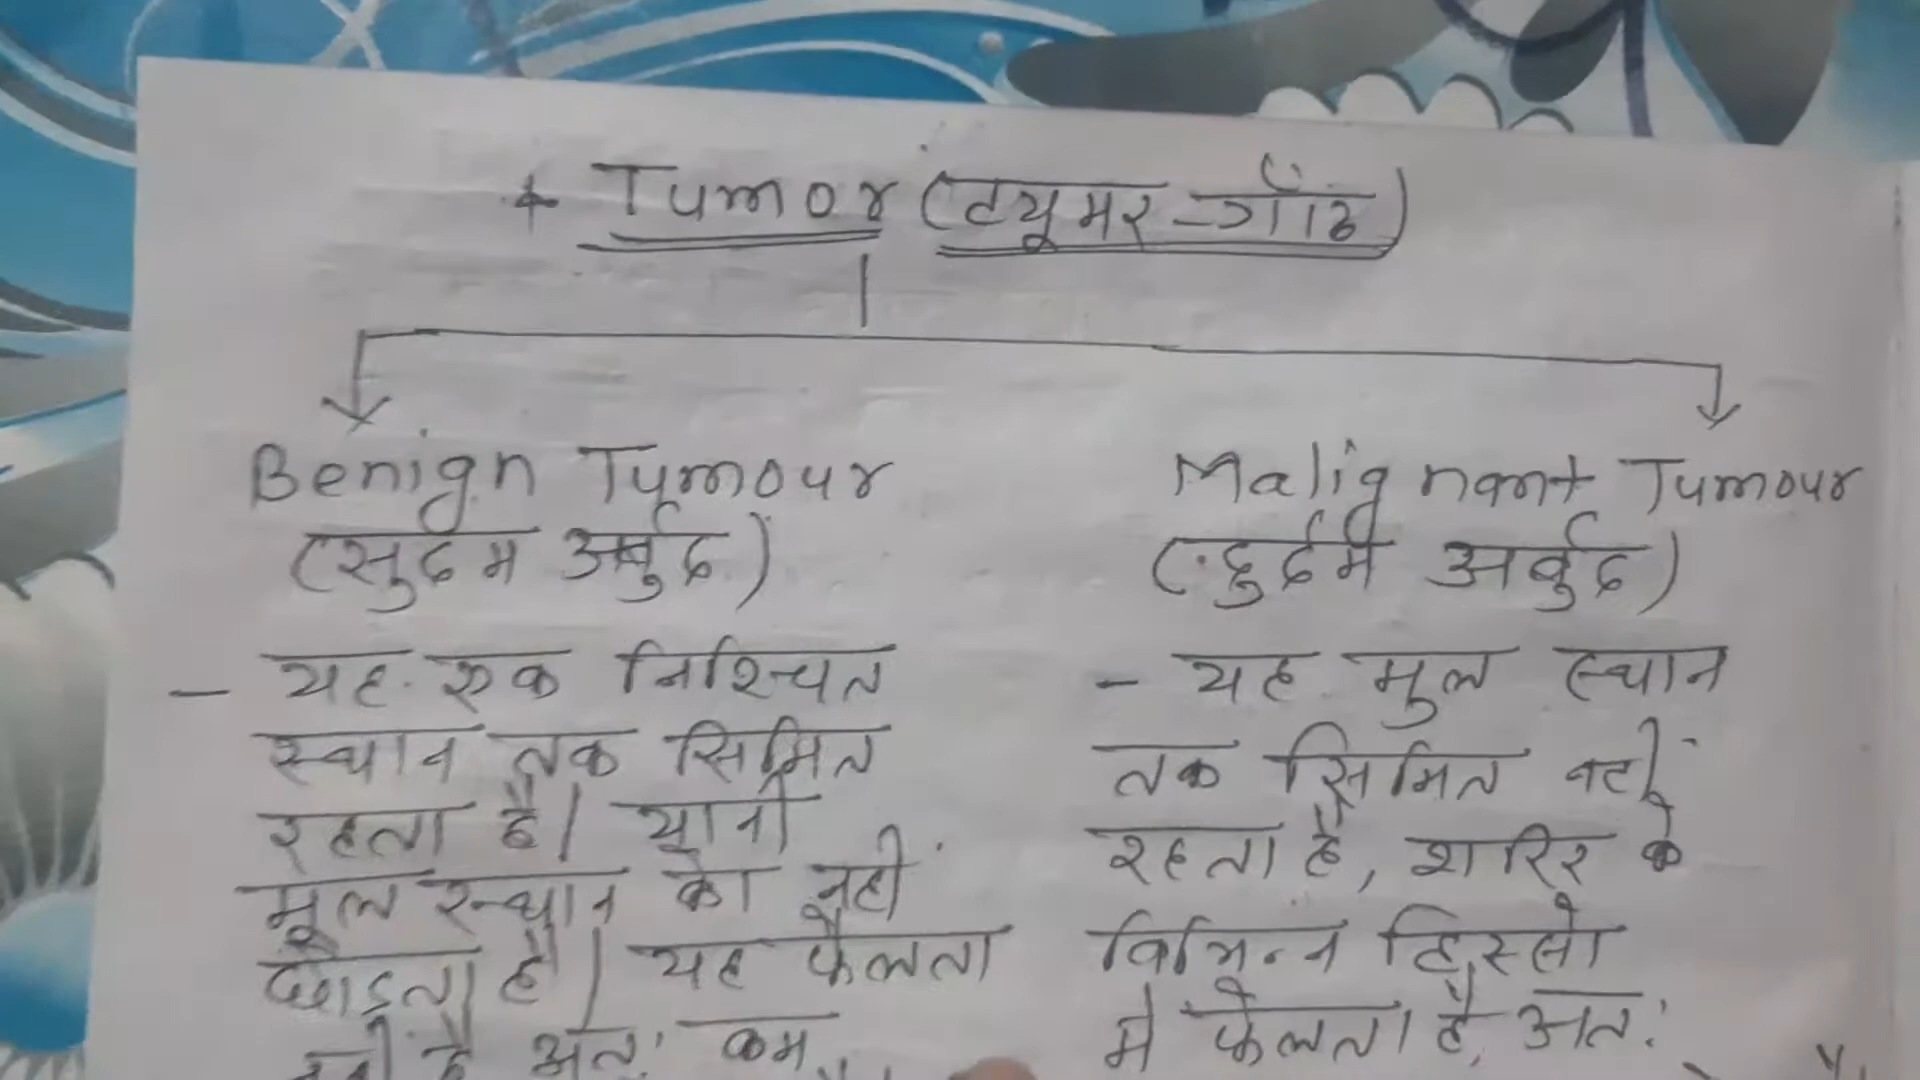 + Tumor (ट्यूमर - गाँठ)
Benign Tumour
(सुदम अर्बुद)
- यह एक निश्चित
स्थान तक सिमित
रहता है। यानी
मूल स्थान को नहीं
छोड़ता है। यह फैलता
नहीं है अतः कम
Malignant Tumour
(दुर्दम अर्बुद)
- यह मुल स्थान
तक सिमित नहीं
रहता है, शरिर के
विभिन्न हिस्सो
मे फैलता है, अतः